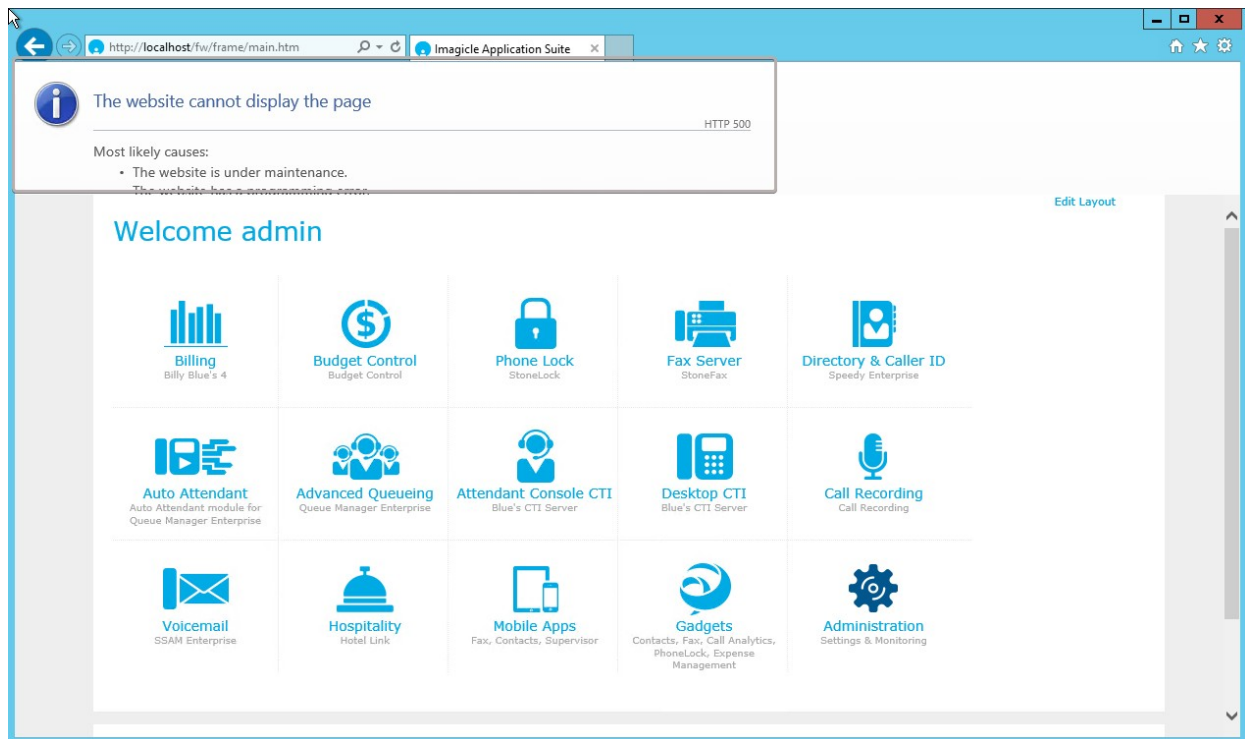 http://localhost/fw/frame/main.htm
Imagicle Application Suite
The website cannot display the page
HTTP 500
Most likely causes:
• The website is under maintenance.
The website has a programming error.
Edit Layout
Welcome admin
Billing
Billy Blue's 4
Budget Control
Budget Control
Phone Lock
StoneLock
Fax Server
StoneFax
Directory & Caller ID
Speedy Enterprise
Auto Attendant
Auto Attendant module for
Queue Manager Enterprise
Advanced Queueing
Queue Manager Enterprise
Attendant Console CTI
Blue's CTI Server
Desktop CTI
Blue's CTI Server
Call Recording
Call Recording
Voicemail
SSAM Enterprise
Hospitality
Hotel Link
Mobile Apps
Fax, Contacts, Supervisor
Gadgets
Contacts, Fax, Call Analytics,
PhoneLock, Expense
Management
Administration
Settings & Monitoring